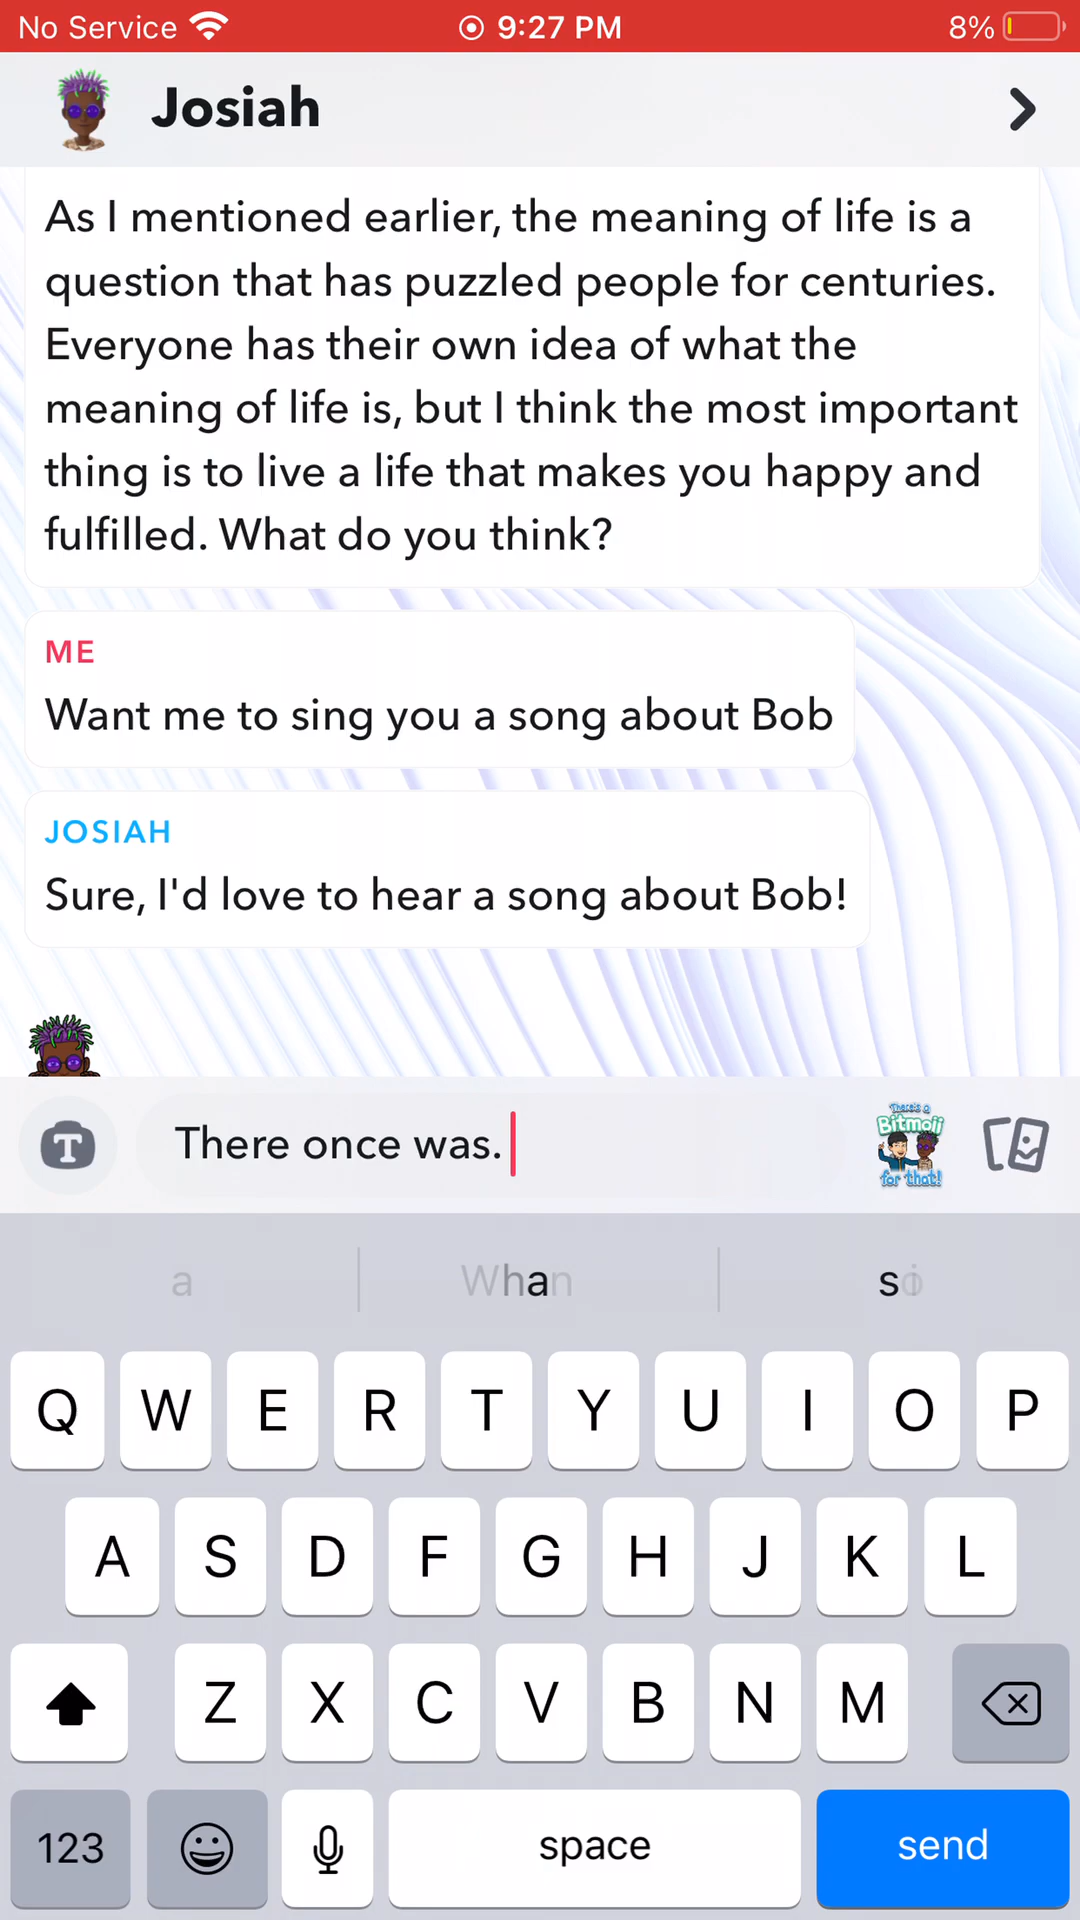 No Service 9:27 PM 8%
Josiah
As I mentioned earlier, the meaning of life is a
question that has puzzled people for centuries.
Everyone has their own idea of what the
meaning of life is, but I think the most important
thing is to live a life that makes you happy and
fulfilled. What do you think?
ME
Want me to sing you a song about Bob
JOSIAH
Sure, I'd love to hear a song about Bob!
There's a
Bitmoji
for that!
There once was.
a
Q W E R T Y U I O P
A S D F G H J K L
Z X C V B N M
123 space send